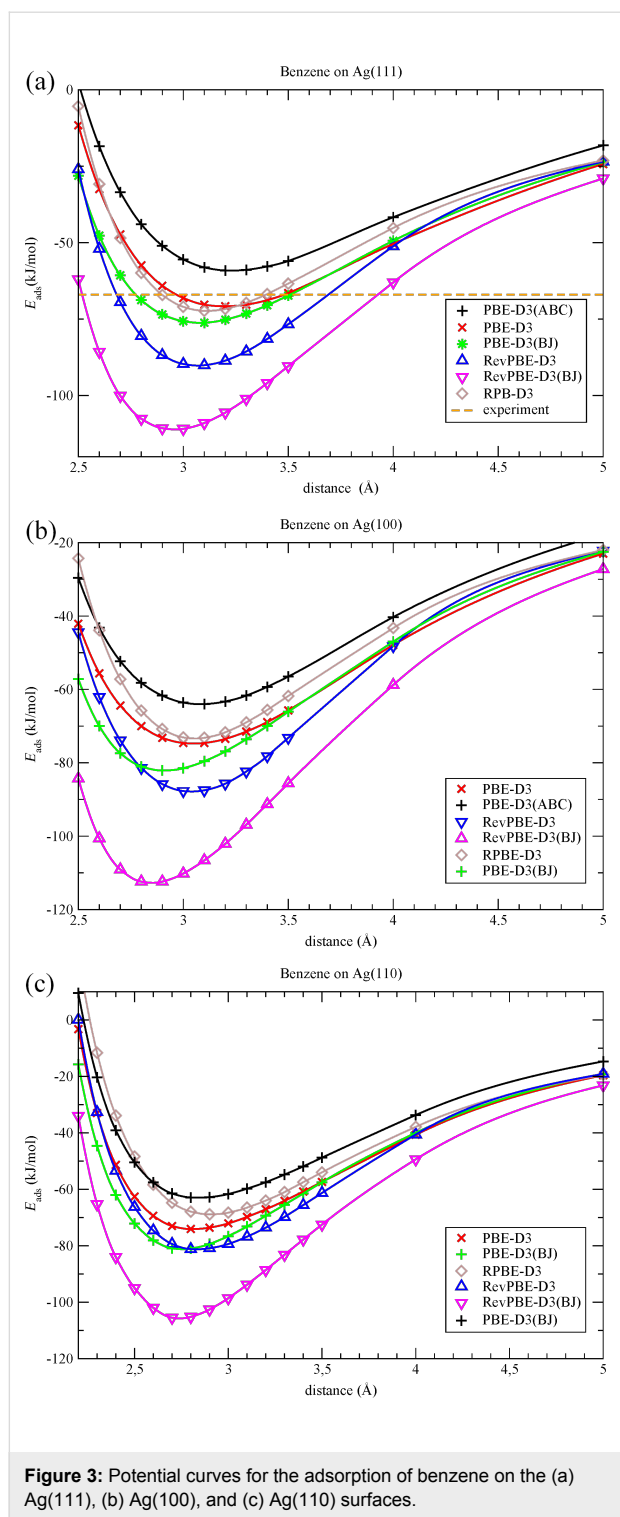 (a)
Benzene on Ag(111)
0
-50
-100
E_ads(kJ/mol)
PBE-D3(ABC)
PBE-D3
PBE-D3(BJ)
RevPBE-D3
RevPBE-D3(BJ)
RPB-D3
experiment
2,5 3 3,5 4 4,5 5
distance (Å)
(b)
Benzene on Ag(100)
-20
-40
-60
-80
-100
-120
E_ads (kJ/mol)
PBE-D3
PBE-D3(ABC)
RevPBE-D3
RevPBE-D3(BJ)
RPBE-D3
PBE-D3(BJ)
2,5 3 3,5 4 4,5 5
distance (Å)
(c)
Benzene on Ag(110)
0
-20
-40
-60
-80
-100
-120
E_ads (kJ/mol)
PBE-D3
PBE-D3(BJ)
RPBE-D3
RevPBE-D3
RevPBE-D3(BJ)
PBE-D3(BJ)
2,5 3 3,5 4 4,5 5
distance (Å)
Figure 3: Potential curves for the adsorption of benzene on the (a)
Ag(111), (b) Ag(100), and (c) Ag(110) surfaces.